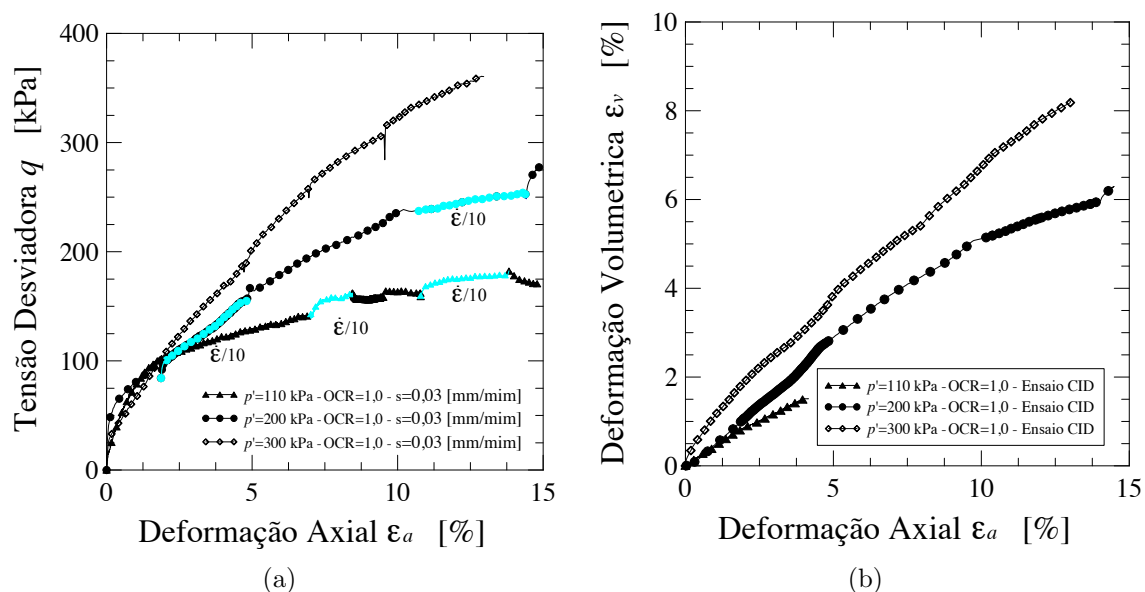 400
300
200
100
0
Tensão Desviadora q [kPa]
ε̇/10
ε̇/10
ε̇/10
ε̇/10
p'=110 kPa - OCR=1,0 - s=0,03 [mm/mim]
p'=200 kPa - OCR=1,0 - s=0,03 [mm/mim]
p'=300 kPa - OCR=1,0 - s=0,03 [mm/mim]
0 5 10 15
Deformação Axial εa [%]
(a)
10
8
6
4
2
0
Deformação Volumetrica εv [%]
p'=110 kPa - OCR=1,0 - Ensaio CID
p'=200 kPa - OCR=1,0 - Ensaio CID
p'=300 kPa - OCR=1,0 - Ensaio CID
0 5 10 15
Deformação Axial εa [%]
(b)